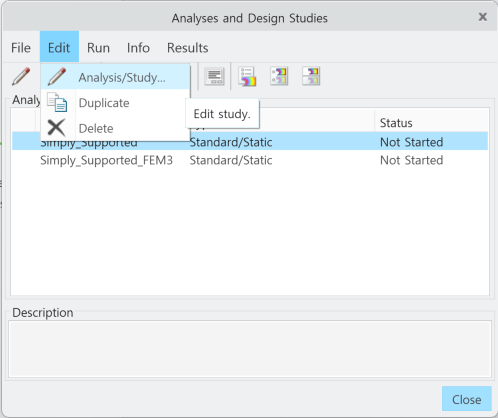 Analyses and Design Studies
File Edit Run Info Results
Analysis/Study...
Duplicate
Delete
Edit study.
Status
Simply_Supported Standard/Static Not Started
Simply_Supported_FEM3 Standard/Static Not Started
Description
Close